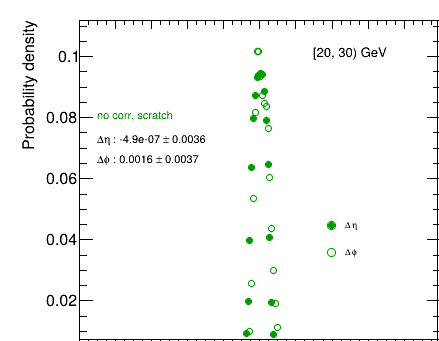 Probability density
[20, 30) GeV
0.1
no corr, scratch
0.08
Δη : -4.9e-07 ± 0.0036
Δϕ : 0.0016 ± 0.0037
0.06
Δη
0.04
Δϕ
0.02